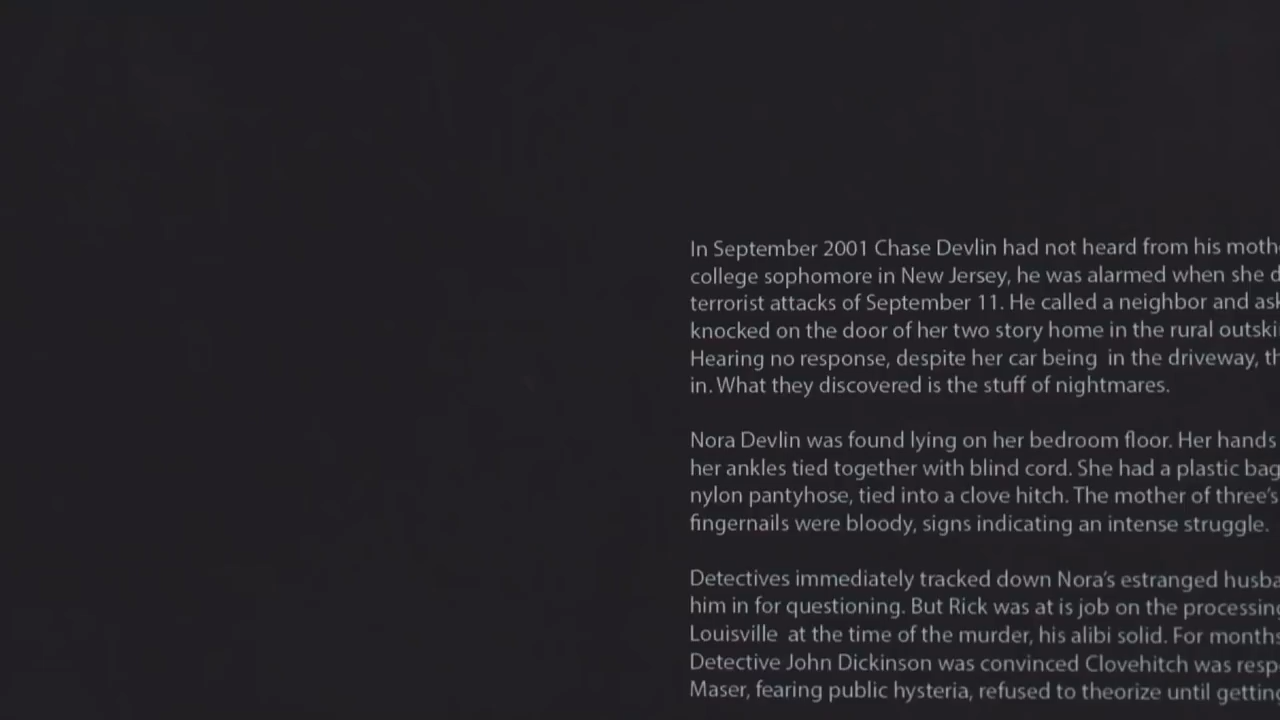 In September 2001 Chase Devlin had not heard from his moth
college sophomore in New Jersey, he was alarmed when she d
terrorist attacks of September 11. He called a neighbor and ask
knocked on the door of her two story home in the rural outski
Hearing no response, despite her car being in the driveway, th
in. What they discovered is the stuff of nightmares.
Nora Devlin was found lying on her bedroom floor. Her hands
her ankles tied together with blind cord. She had a plastic bag
nylon pantyhose, tied into a clove hitch. The mother of three's
fingernails were bloody, signs indicating an intense struggle.
Detectives immediately tracked down Nora's estranged husba
him in for questioning. But Rick was at is job on the processing
Louisville at the time of the murder, his alibi solid. For months
Detective John Dickinson was convinced Clovehitch was resp
Maser, fearing public hysteria, refused to theorize until getting